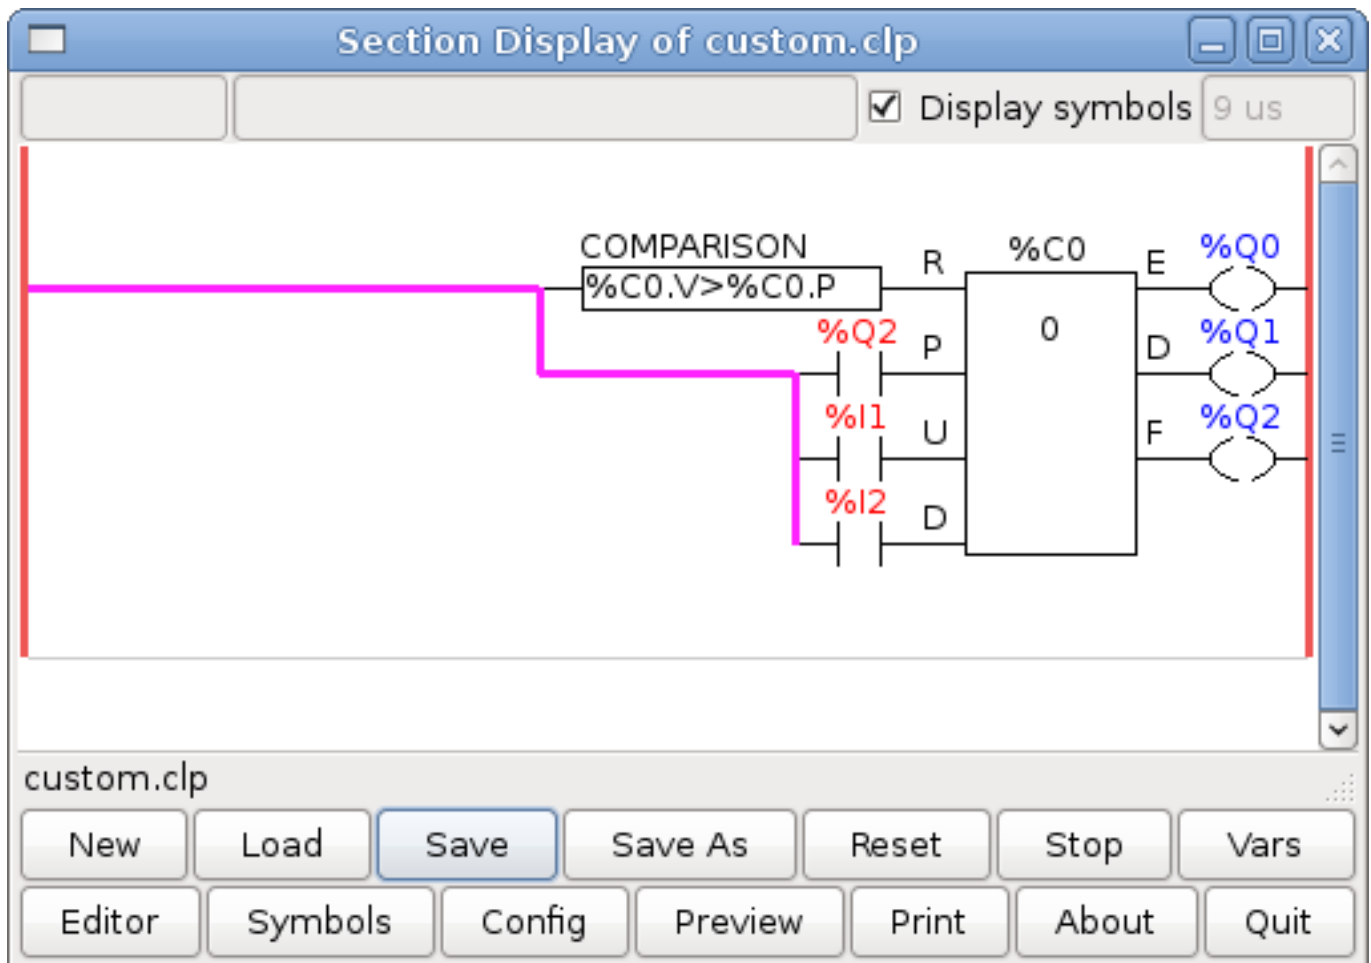 Section Display of custom.clp
Display symbols 9 us
COMPARISON R %C0 E %Q0
%C0.V>%C0.P
%Q2 P 0 D %Q1
%I1 U F %Q2
%I2 D
custom.clp
New Load Save Save As Reset Stop Vars
Editor Symbols Config Preview Print About Quit